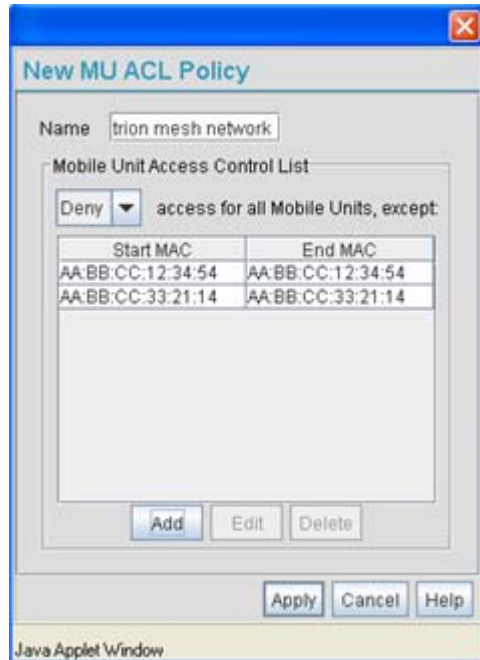 New MU ACL Policy
Name trion mesh network
Mobile Unit Access Control List
Deny access for all Mobile Units, except:
Start MAC End MAC
AA:BB:CC:12:34:54 AA:BB:CC:12:34:54
AA:BB:CC:33:21:14 AA:BB:CC:33:21:14
Add Edit Delete
Apply Cancel Help
Java Applet Window